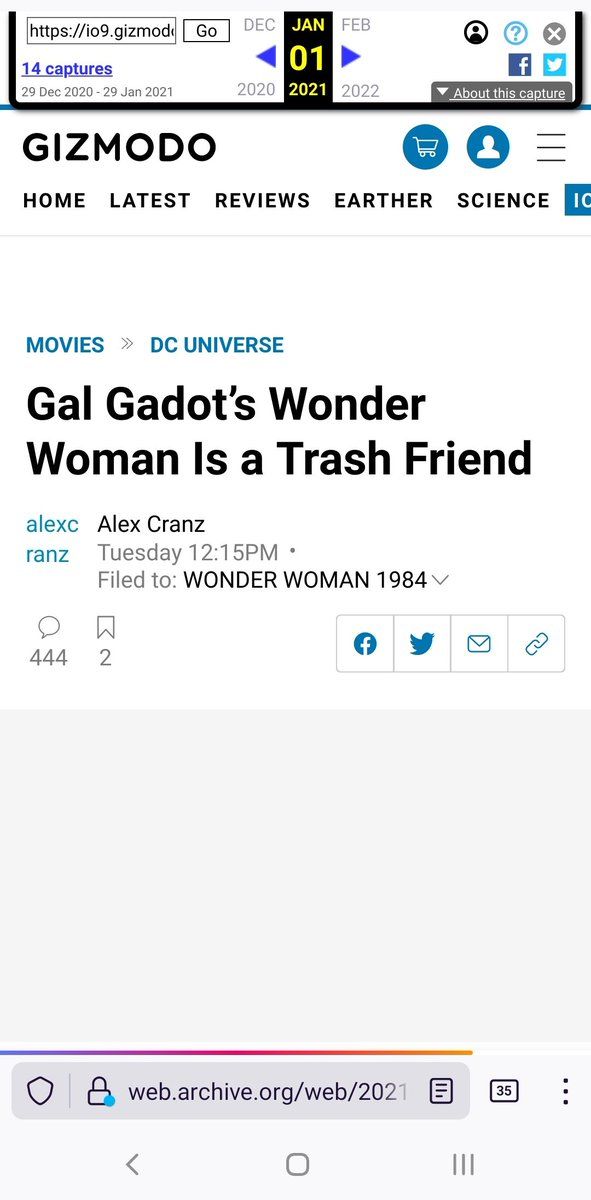 https://io9.gizmod
Go
DEC JAN FEB
14 captures
01
29 Dec 2020 - 29 Jan 2021
2020 2021 2022
About this capture
GIZMODO
HOME LATEST REVIEWS EARTHER SCIENCE
MOVIES DC UNIVERSE
Gal Gadot’s Wonder
Woman Is a Trash Friend
alexc Alex Cranz
ranz Tuesday 12:15PM •
Filed to: WONDER WOMAN 1984
444 2
web.archive.org/web/2021
35